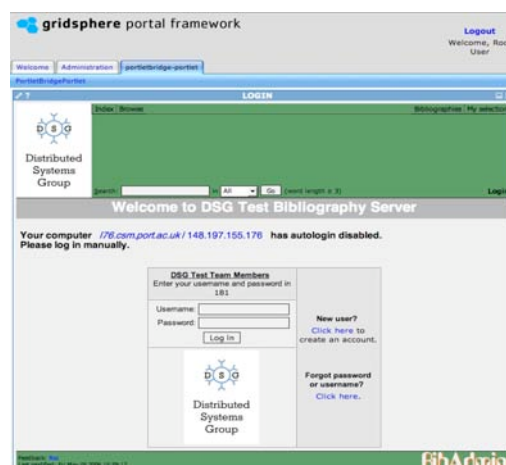 gridsphere portal framework
Logout
Welcome, Roo
User
Welcome Administration portletbridge-portlet
PortletBridgePortlet
LOGIN
Index Browse Bibliographies My selection
D S G
Distributed
Systems
Group
Search: in All Go (word length ≥ 3) Login
Welcome to DSG Test Bibliography Server
Your computer l76.csm.port.ac.uk / 148.197.155.176 has autologin disabled.
Please log in manually.
DSG Test Team Members
Enter your username and password in
181
Username:
Password:
Log In
New user?
Click here to
create an account.
Forgot password
or username?
Click here.
D S G
Distributed
Systems
Group
Feedback:
BibAdmin